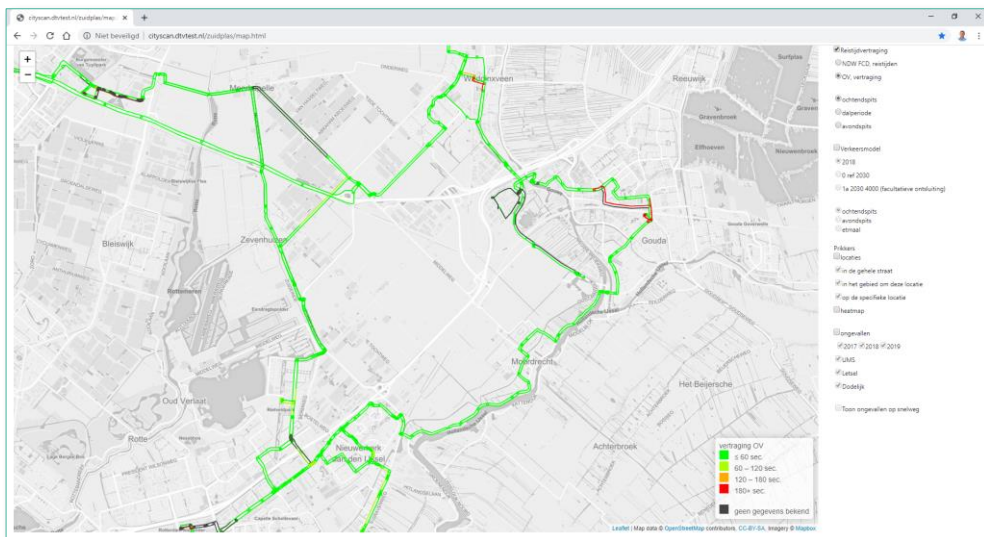 cityscan.dtvtest.nl/zuidplas/map
Niet beveiligd | cityscan.dtvtest.nl/zuidplas/map.html
+
−
Reistijdvertraging
NDW FCD, reistijden
OV, vertraging
ochtendspits
dalperiode
avondspits
Verkeersmodel
2018
0 ref 2030
1a 2030 4000 (facultatieve ontsluiting)
ochtendspits
avondspits
etmaal
Prikkers
locaties
in de gehele straat
in het gebied om deze locatie
op de specifieke locatie
heatmap
ongevallen
2017 2018 2019
UMS
Letsel
Dodelijk
Toon ongevallen op snelweg
Reeuwijk
Elfhoeven
Gouda
Bleiswijk
Zevenhuizen
Rottemeren
Moordrecht
Het Beijersche
Oud Verlaat
Rotte
Nieuwerkerk
aan den IJssel
Achterbroek
Capelle Schollevaar
vertraging OV
≤ 60 sec.
60 – 120 sec.
120 – 180 sec.
180+ sec.
geen gegevens bekend
Leaflet | Map data © OpenStreetMap contributors, CC-BY-SA, Imagery © Mapbox